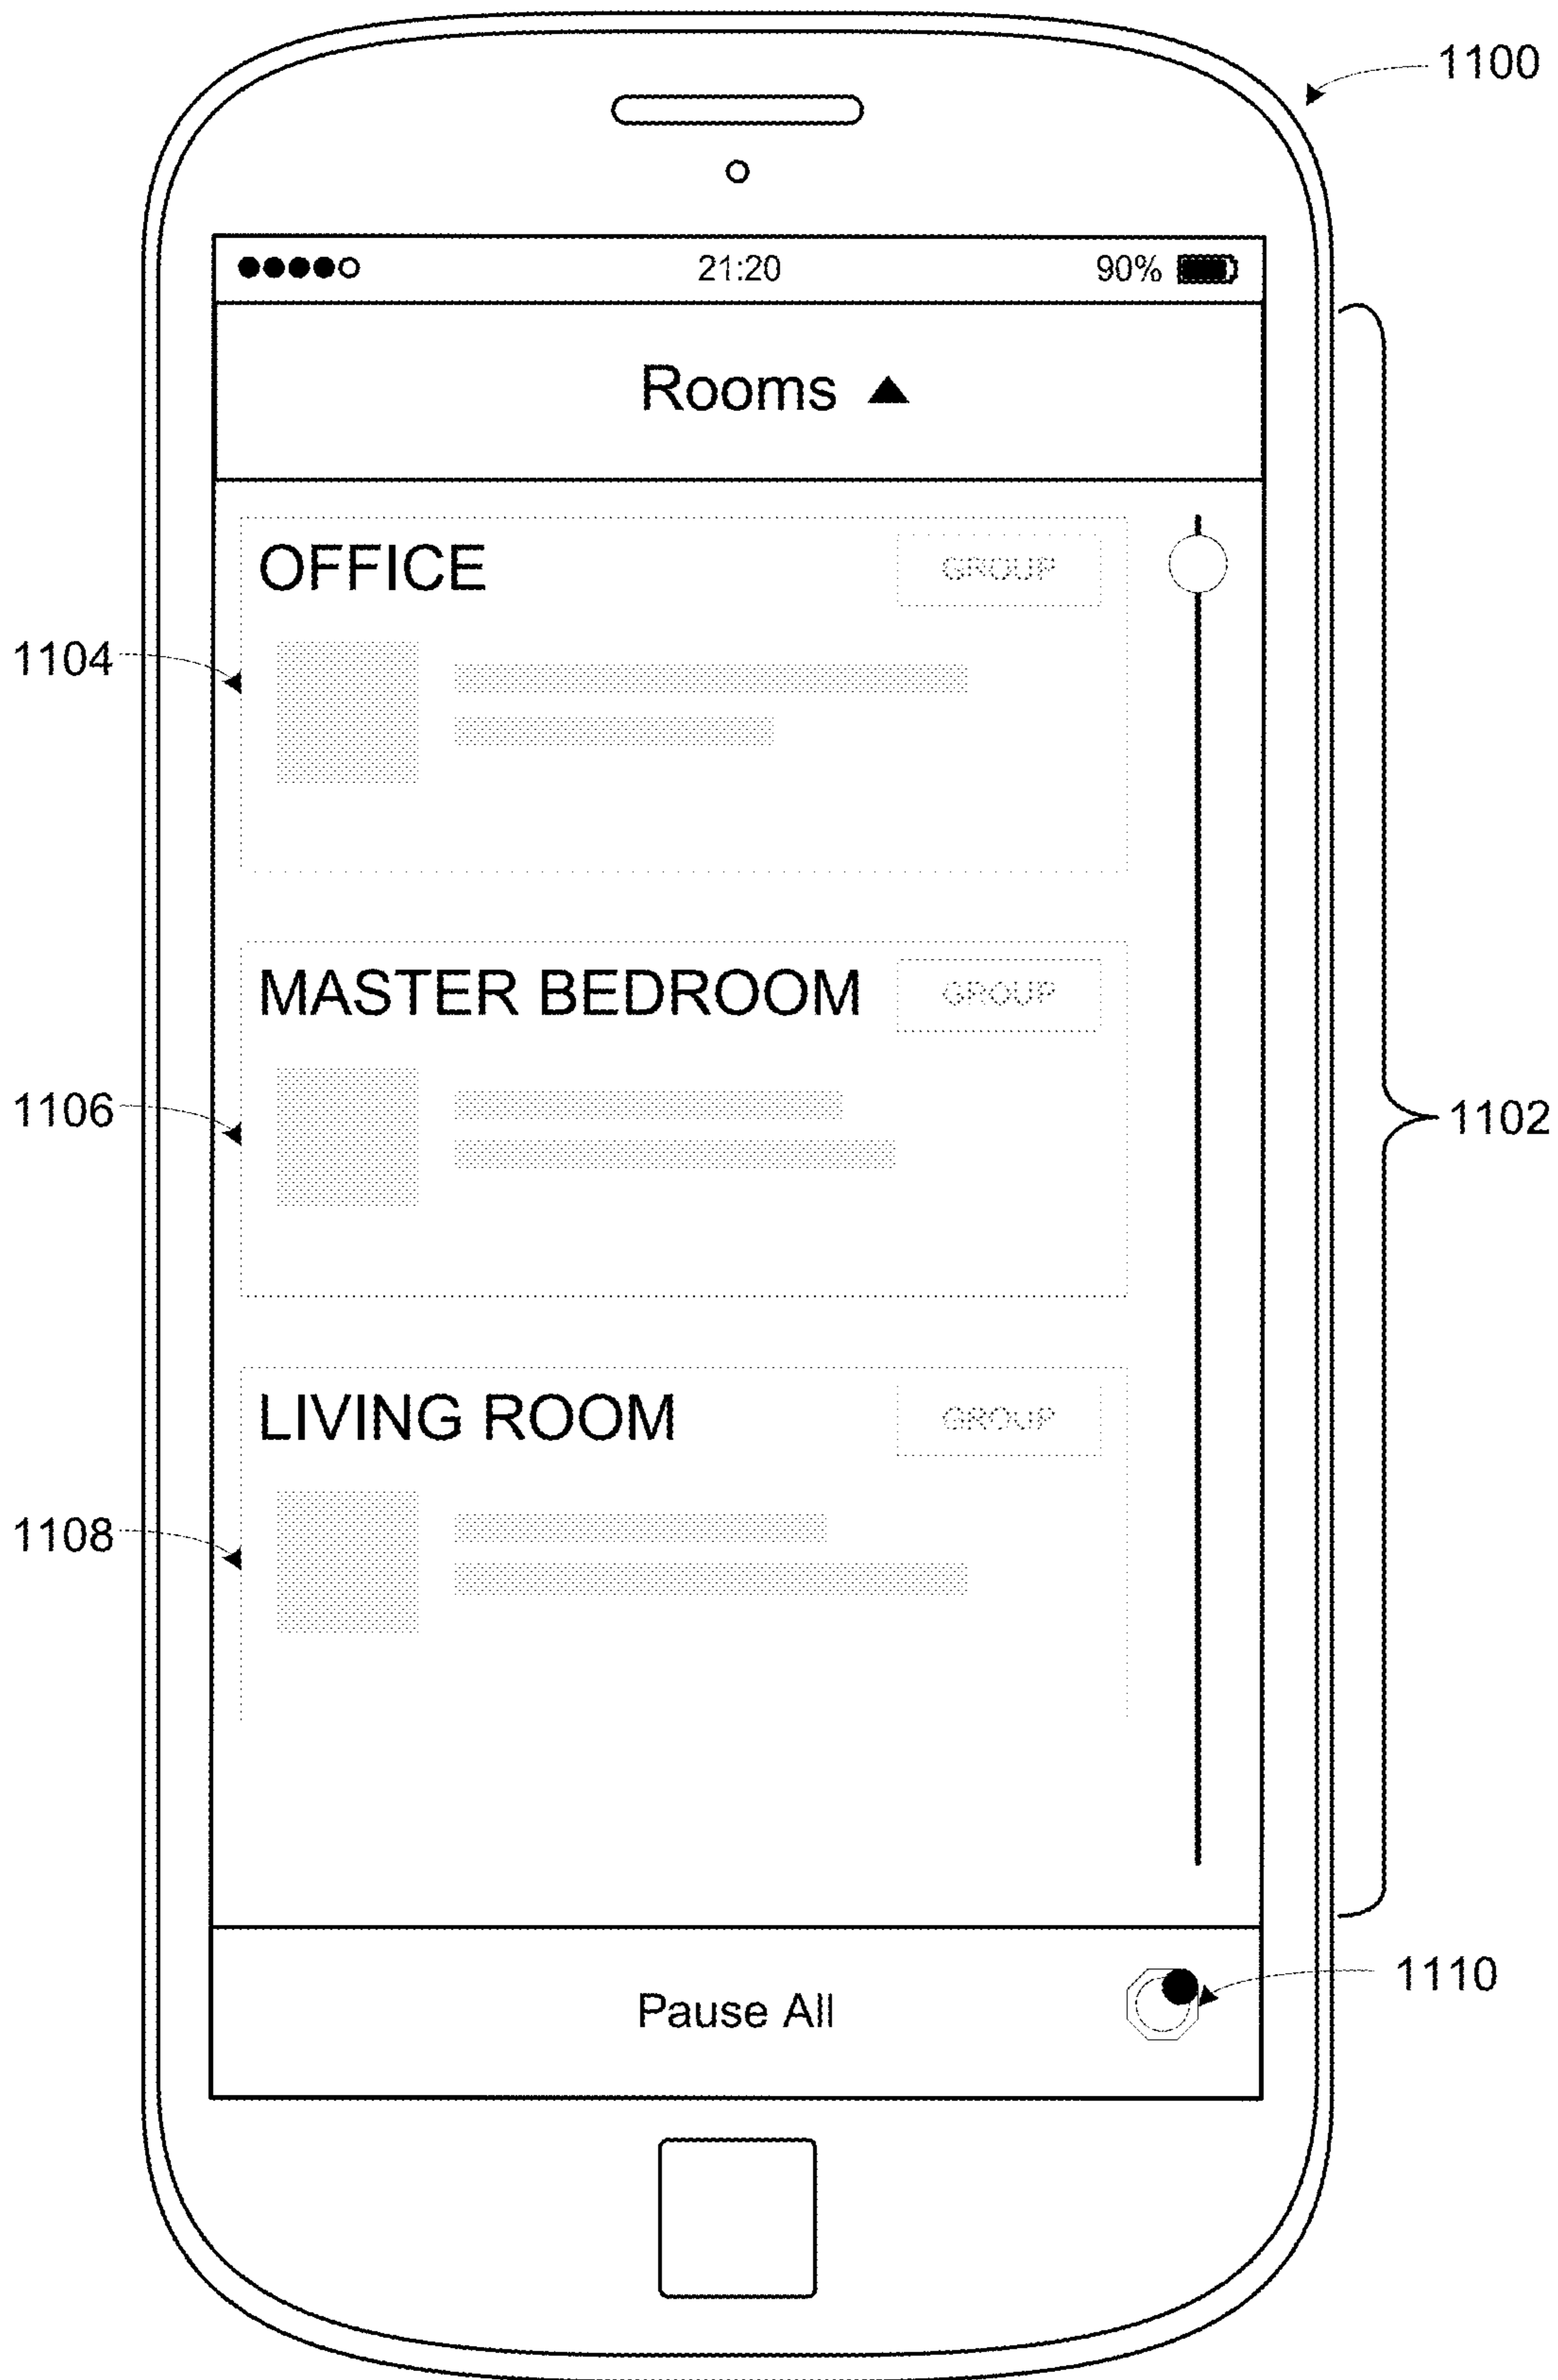 1100
21:20 90%
Rooms
OFFICE GROUP
1104
MASTER BEDROOM GROUP
1106
1102
LIVING ROOM GROUP
1108
1110
Pause All